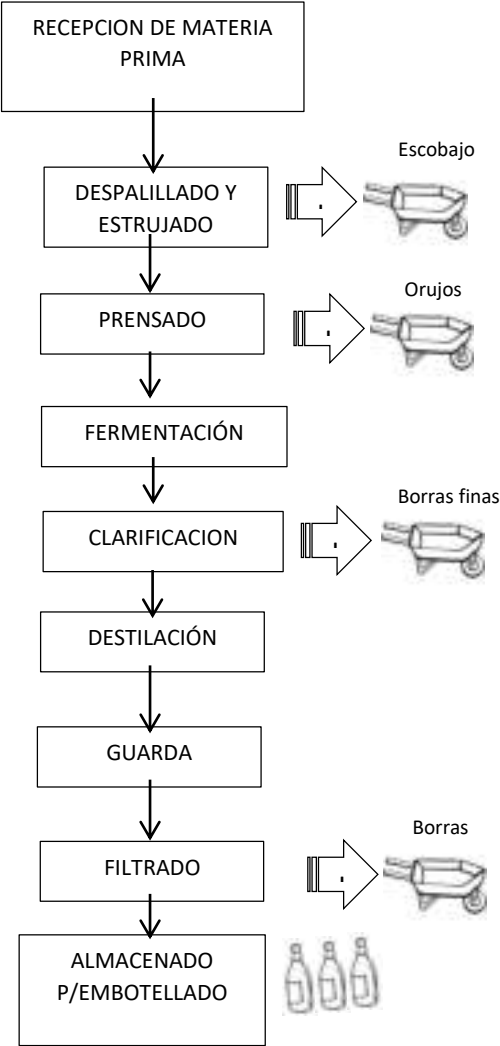 RECEPCION DE MATERIA
PRIMA
Escobajo
DESPALILLADO Y
ESTRUJADO
Orujos
PRENSADO
FERMENTACIÓN
Borras finas
CLARIFICACION
DESTILACIÓN
GUARDA
Borras
FILTRADO
ALMACENADO
P/EMBOTELLADO